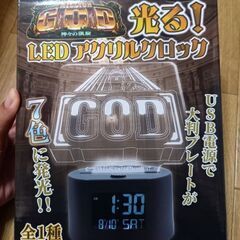 GOD
神々の凱旋
光る!
LEDアクリルクロック
USB電源で
大判プレートが
7色に発光!!
GOD
1:30
8/10 SAT
全1種